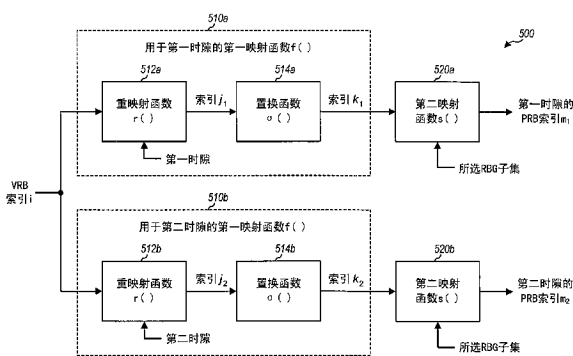 510a
500
用于第一时隙的第一映射函数f()
512a
514a
520a
重映射函数
r()
索引j₁
置换函数
σ()
索引k₁
第二映射
函数s()
第一时隙的
PRB索引m₁
第一时隙
所选RBG子集
VRB
索引i
510b
用于第二时隙的第一映射函数f()
512b
514b
520b
重映射函数
r()
索引j₂
置换函数
σ()
索引k₂
第二映射
函数s()
第二时隙的
PRB索引m₂
第二时隙
所选RBG子集